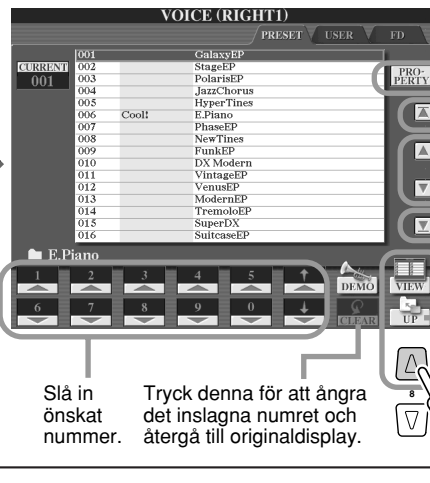 VOICE (RIGHT1)
PRESET USER FD
CURRENT
001
001 GalaxyEP
002 StageEP
003 PolarisEP
004 JazzChorus
005 HyperTines
006 Cool! E.Piano
007 PhaseEP
008 NewTines
009 FunkEP
010 DX Modern
011 VintageEP
012 VenusEP
013 ModernEP
014 TremoloEP
015 SuperDX
016 SuitcaseEP
PRO-
PERTY
E.Piano
1 2 3 4 5
6 7 8 9 0
DEMO
VIEW
CLEAR
UP
8
Slå in
önskat
nummer.
Tryck denna för att ångra
det inslagna numret och
återgå till originaldisplay.